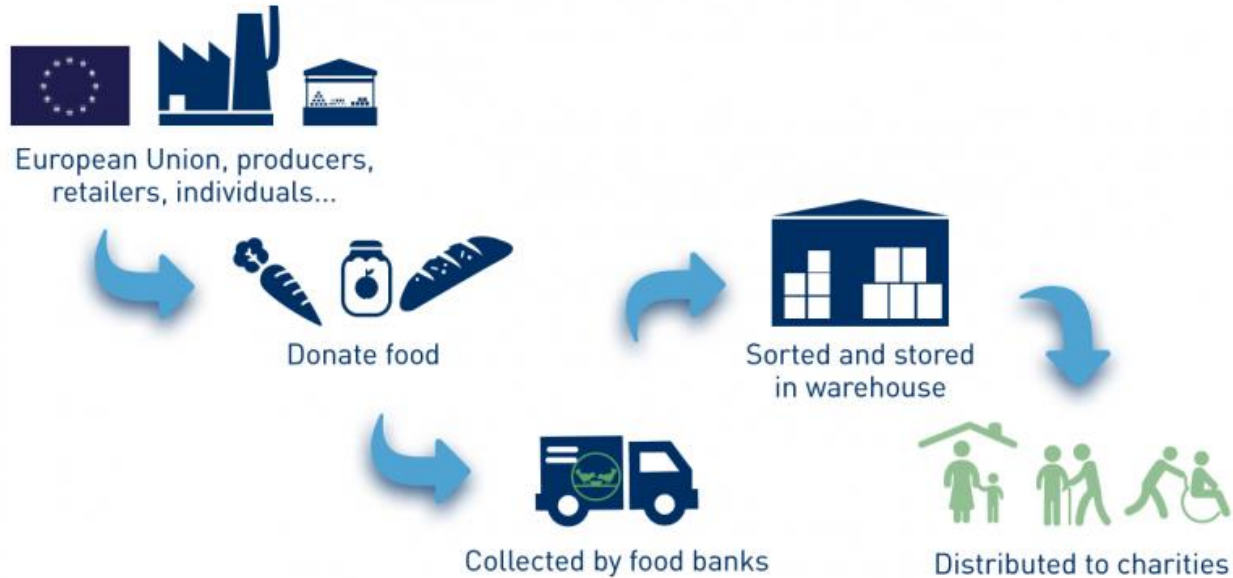 European Union, producers,
retailers, individuals...
Donate food
Collected by food banks
Sorted and stored
in warehouse
Distributed to charities